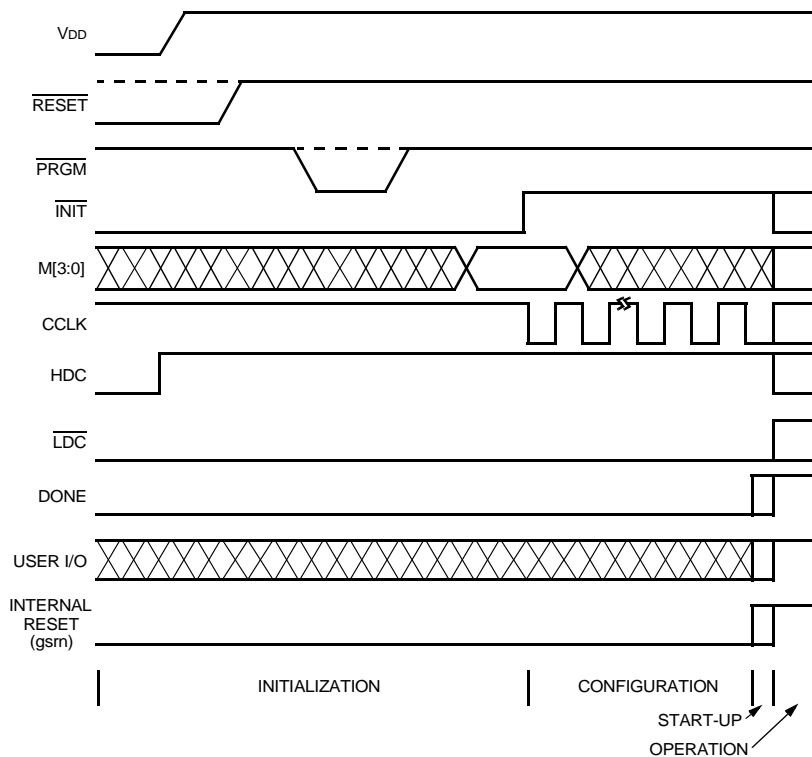 VDD
RESET
PRGM
INIT
M[3:0]
CCLK
HDC
LDC
DONE
USER I/O
INTERNAL
RESET
(gsrn)
INITIALIZATION
CONFIGURATION
START-UP
OPERATION